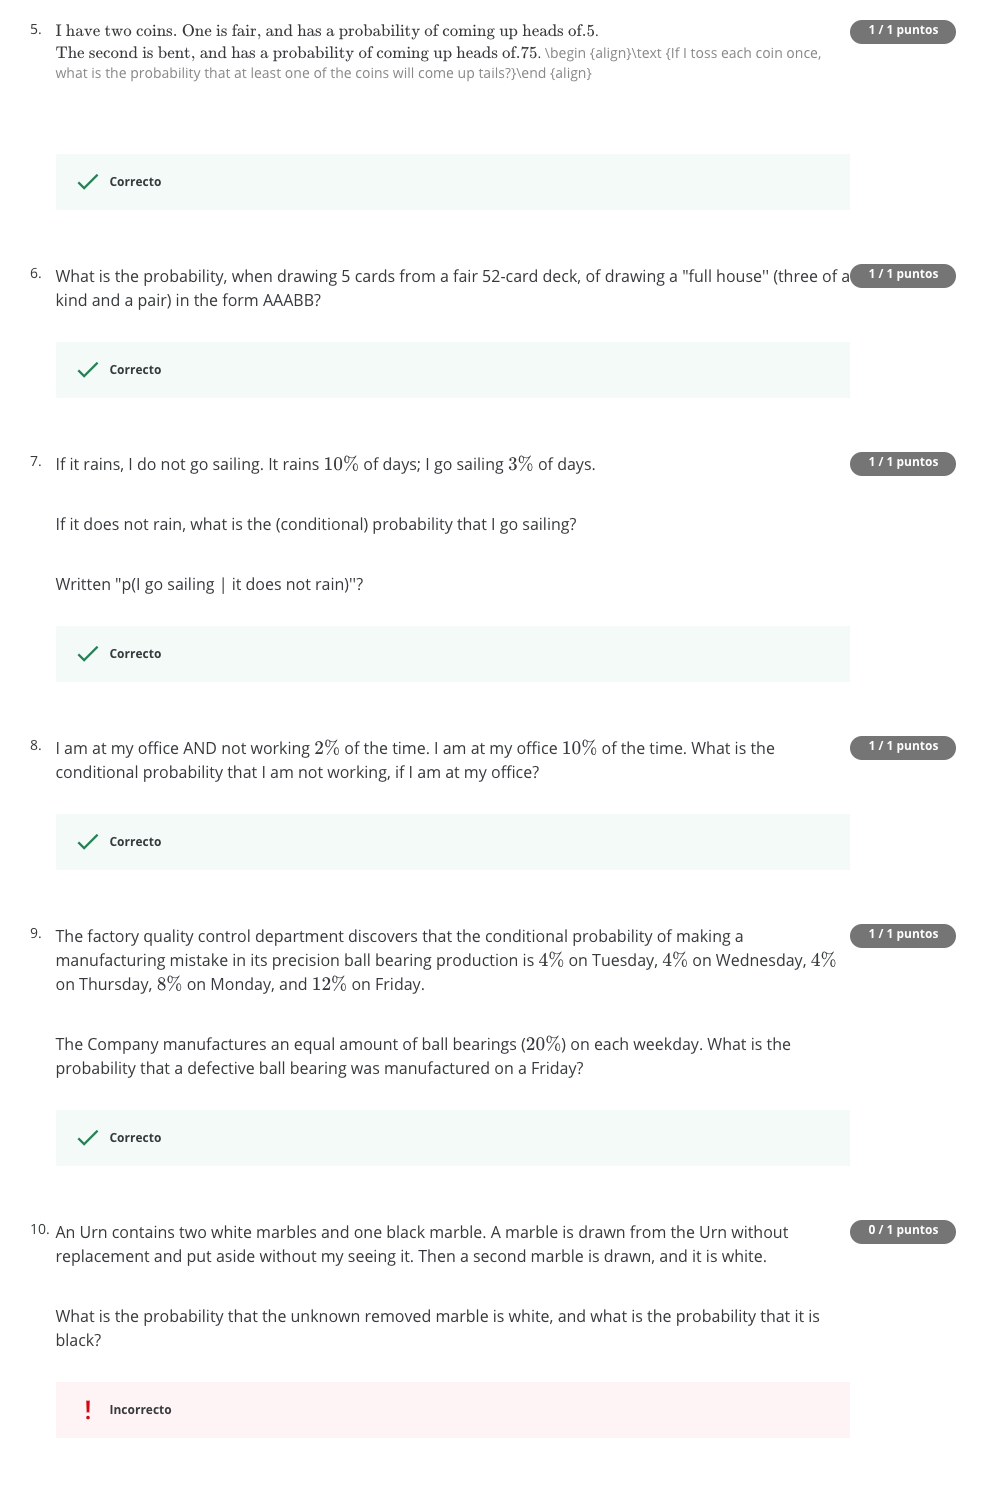 5. I have two coins. One is fair, and has a probability of coming up heads of.5.
1 / 1 puntos
The second is bent, and has a probability of coming up heads of.75. \begin {align}\text {If I toss each coin once,
what is the probability that at least one of the coins will come up tails?}\end {align}
Correcto
6. What is the probability, when drawing 5 cards from a fair 52-card deck, of drawing a "full house" (three of a
1 / 1 puntos
kind and a pair) in the form AAABB?
Correcto
7. If it rains, I do not go sailing. It rains 10% of days; I go sailing 3% of days.
1 / 1 puntos
If it does not rain, what is the (conditional) probability that I go sailing?
Written "p(I go sailing | it does not rain)"?
Correcto
8. I am at my office AND not working 2% of the time. I am at my office 10% of the time. What is the
1 / 1 puntos
conditional probability that I am not working, if I am at my office?
Correcto
9. The factory quality control department discovers that the conditional probability of making a
1 / 1 puntos
manufacturing mistake in its precision ball bearing production is 4% on Tuesday, 4% on Wednesday, 4%
on Thursday, 8% on Monday, and 12% on Friday.
The Company manufactures an equal amount of ball bearings (20%) on each weekday. What is the
probability that a defective ball bearing was manufactured on a Friday?
Correcto
10. An Urn contains two white marbles and one black marble. A marble is drawn from the Urn without
0 / 1 puntos
replacement and put aside without my seeing it. Then a second marble is drawn, and it is white.
What is the probability that the unknown removed marble is white, and what is the probability that it is
black?
Incorrecto